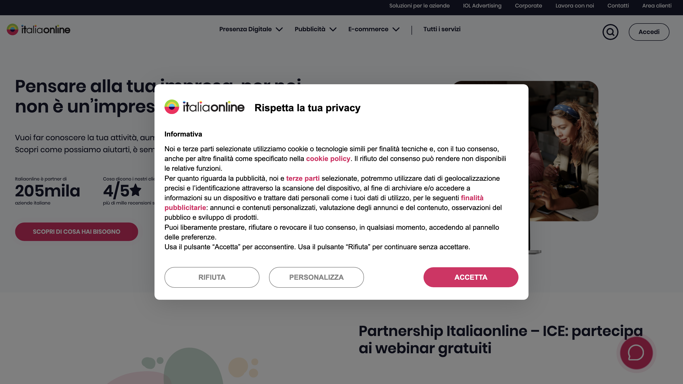 Soluzioni per le aziende IOL Advertising Corporate Lavora con noi Contatti Area clienti
italiaonline
Presenza Digitale Pubblicità E-commerce Tutti i servizi Accedi
Pensare alla tua impresa, per noi
non è un'impres
Vuoi far conoscere la tua attività, aum
Scopri come possiamo aiutarti, è sem
Italiaonline è partner di
205mila
aziende italiane
4/5
più di mille recensioni
SCOPRI DI COSA HAI BISOGNO
italiaonline Rispetta la tua privacy
Informativa
Noi e terze parti selezionate utilizziamo cookie o tecnologie simili per finalità tecniche e, con il tuo consenso,
anche per altre finalità come specificato nella cookie policy. Il rifiuto del consenso può rendere non disponibili
le relative funzioni.
Per quanto riguarda la pubblicità, noi e terze parti selezionate, potremmo utilizzare dati di geolocalizzazione
precisi e l'identificazione attraverso la scansione del dispositivo, al fine di archiviare e/o accedere a
informazioni su un dispositivo e trattare dati personali come i tuoi dati di utilizzo, per le seguenti finalità
pubblicitarie: annunci e contenuti personalizzati, valutazione degli annunci e del contenuto, osservazioni del
pubblico e sviluppo di prodotti.
Puoi liberamente prestare, rifiutare o revocare il tuo consenso, in qualsiasi momento, accedendo al pannello
delle preferenze.
Usa il pulsante "Accetta" per acconsentire. Usa il pulsante "Rifiuta" per continuare senza accettare.
RIFIUTA PERSONALIZZA ACCETTA
Partnership Italiaonline – ICE: partecipa
ai webinar gratuiti